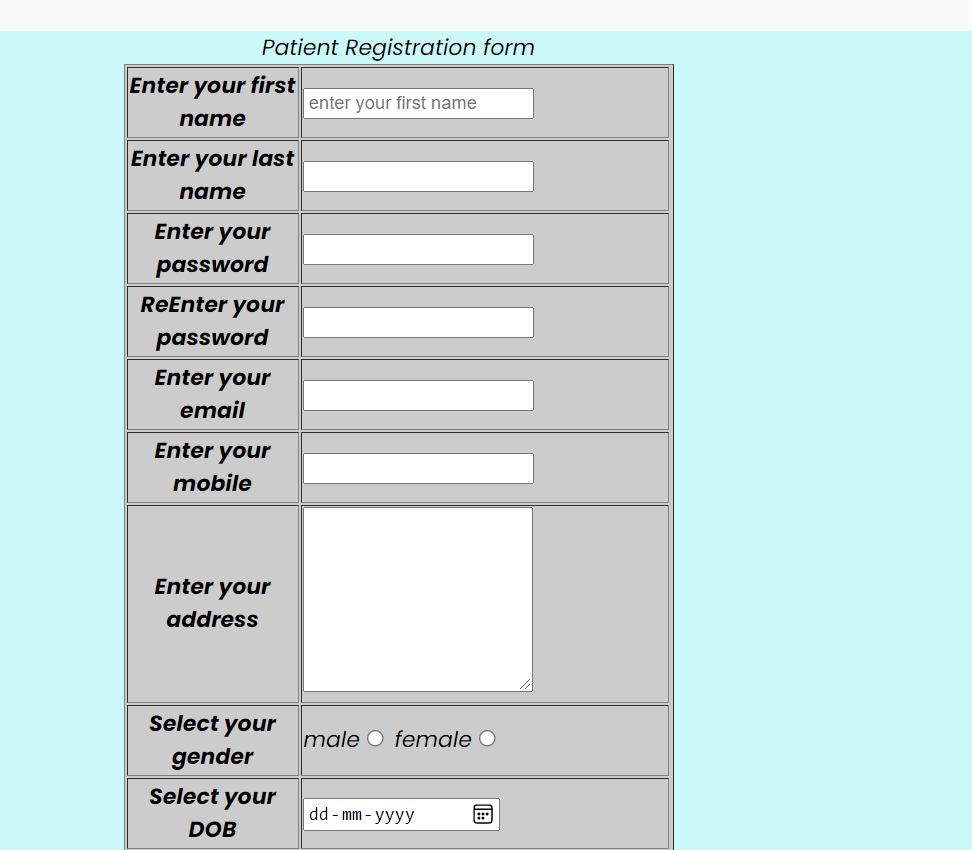 Patient Registration form
Enter your first
name
enter your first name
Enter your last
name
Enter your
password
ReEnter your
password
Enter your
email
Enter your
mobile
Enter your
address
Select your
gender
male female
Select your
DOB
dd-mm-yyyy